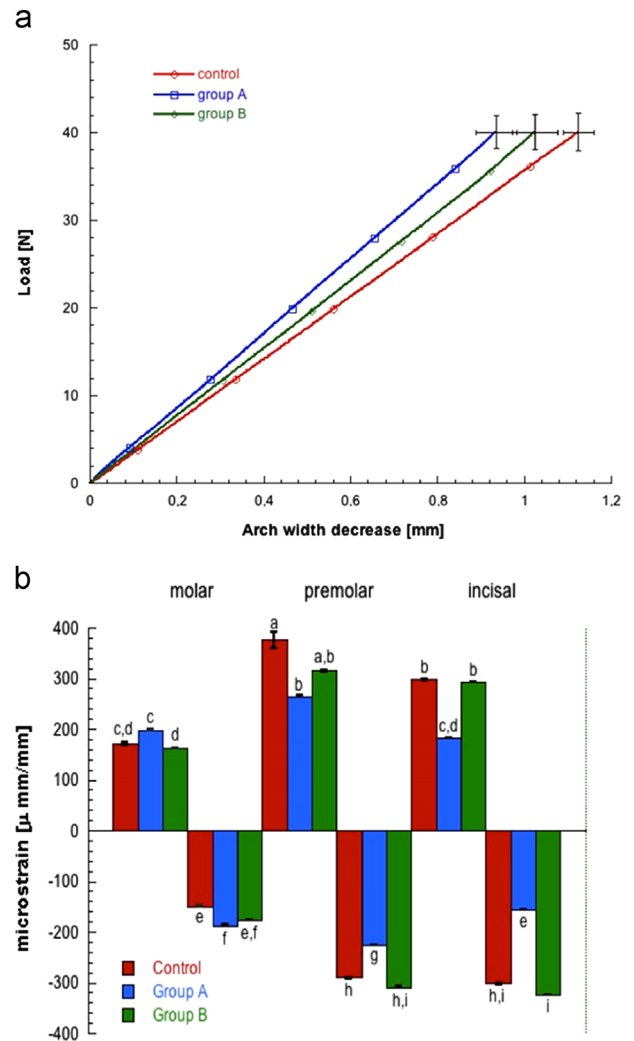 a
50
40
30
20
10
0
Load [N]
control
group A
group B
0 0,2 0,4 0,6 0,8 1 1,2
Arch width decrease [mm]
b
molar premolar incisal
400
300
200
100
0
-100
-200
-300
-400
microstrain [µ mm/mm]
c,d c d a b a,b b c,d b
e f e,f h g h,i h,i e i
Control
Group A
Group B